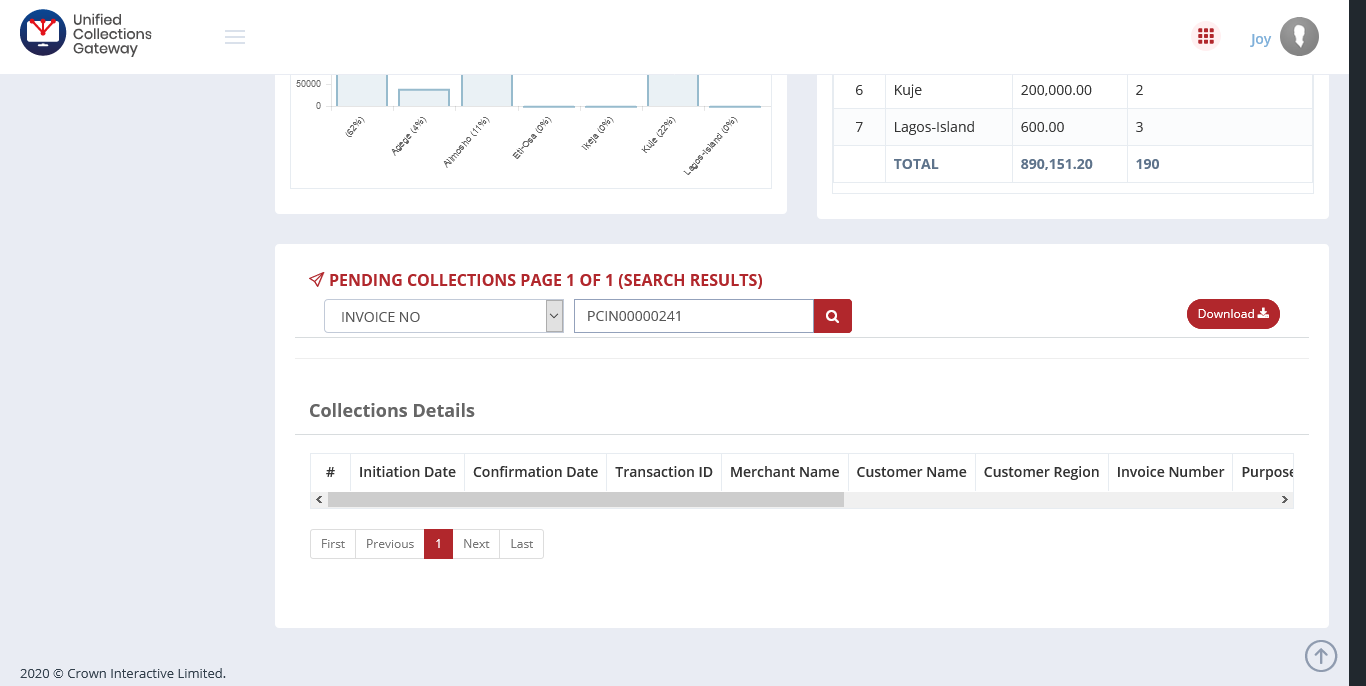 Unified
Collections
Gateway
Joy
50000
0
(62%)
Agege (4%)
Alimosho (11%)
Eti-Osa (0%)
Ikeja (0%)
Kuje (22%)
Lagos-Island (0%)
6 Kuje 200,000.00 2
7 Lagos-Island 600.00 3
TOTAL 890,151.20 190
PENDING COLLECTIONS PAGE 1 OF 1 (SEARCH RESULTS)
INVOICE NO PCIN00000241 Download
Collections Details
# Initiation Date Confirmation Date Transaction ID Merchant Name Customer Name Customer Region Invoice Number Purpose
First Previous 1 Next Last
2020 © Crown Interactive Limited.